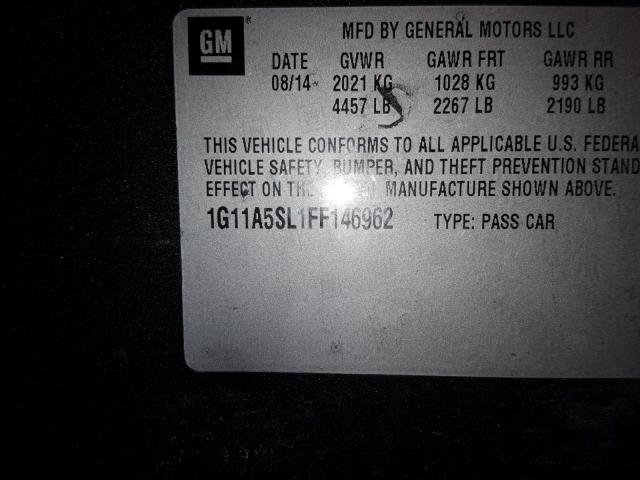 GM
MFD BY GENERAL MOTORS LLC
DATE GVWR GAWR FRT GAWR RR
08/14 2021 KG 1028 KG 993 KG
4457 LB 2267 LB 2190 LB
THIS VEHICLE CONFORMS TO ALL APPLICABLE U.S. FEDERA
VEHICLE SAFETY, BUMPER, AND THEFT PREVENTION STAND
EFFECT ON THE MANUFACTURE SHOWN ABOVE.
1G11A5SL1FF146962 TYPE: PASS CAR